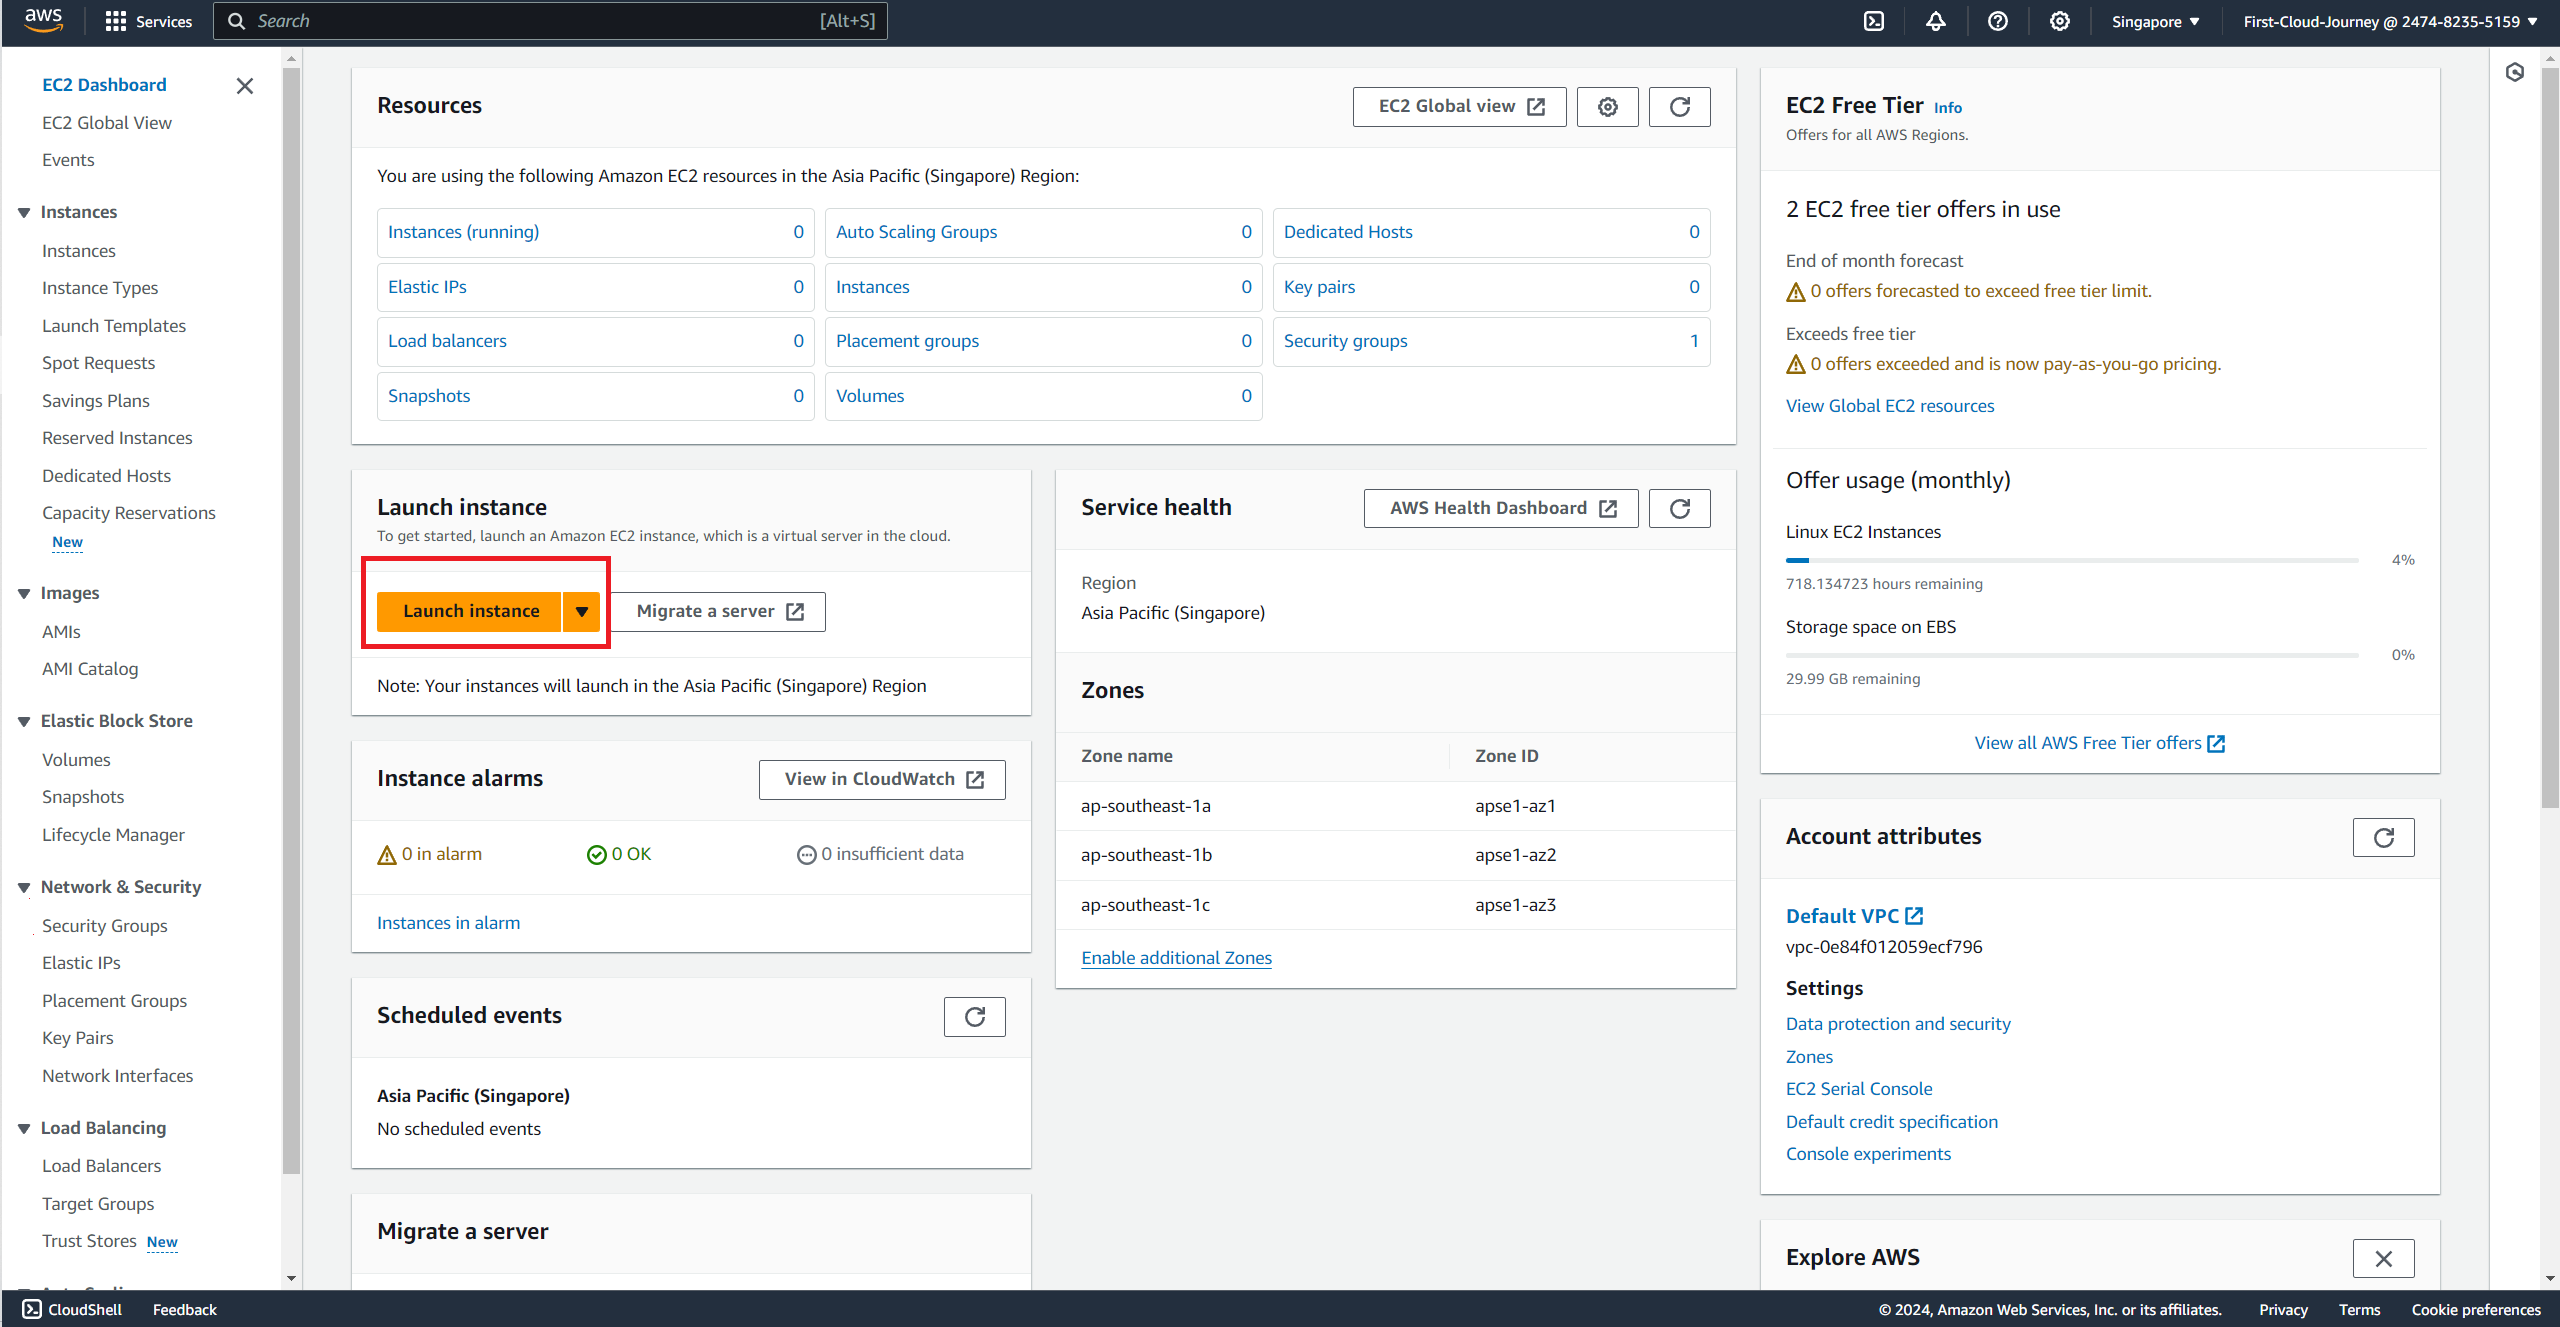 aws
Services
Search
[Alt+S]
Singapore
First-Cloud-Journey @ 2474-8235-5159
EC2 Dashboard
EC2 Global View
Events
Instances
Instances
Instance Types
Launch Templates
Spot Requests
Savings Plans
Reserved Instances
Dedicated Hosts
Capacity Reservations
New
Images
AMIs
AMI Catalog
Elastic Block Store
Volumes
Snapshots
Lifecycle Manager
Network & Security
Security Groups
Elastic IPs
Placement Groups
Key Pairs
Network Interfaces
Load Balancing
Load Balancers
Target Groups
Trust Stores New
Resources
EC2 Global view
You are using the following Amazon EC2 resources in the Asia Pacific (Singapore) Region:
Instances (running) 0
Auto Scaling Groups 0
Dedicated Hosts 0
Elastic IPs 0
Instances 0
Key pairs 0
Load balancers 0
Placement groups 0
Security groups 1
Snapshots 0
Volumes 0
Launch instance
To get started, launch an Amazon EC2 instance, which is a virtual server in the cloud.
Launch instance
Migrate a server
Note: Your instances will launch in the Asia Pacific (Singapore) Region
Instance alarms
View in CloudWatch
0 in alarm
0 OK
0 insufficient data
Instances in alarm
Scheduled events
Asia Pacific (Singapore)
No scheduled events
Migrate a server
Service health
AWS Health Dashboard
Region
Asia Pacific (Singapore)
Zones
Zone name
Zone ID
ap-southeast-1a
apse1-az1
ap-southeast-1b
apse1-az2
ap-southeast-1c
apse1-az3
Enable additional Zones
EC2 Free Tier Info
Offers for all AWS Regions.
2 EC2 free tier offers in use
End of month forecast
0 offers forecasted to exceed free tier limit.
Exceeds free tier
0 offers exceeded and is now pay-as-you-go pricing.
View Global EC2 resources
Offer usage (monthly)
Linux EC2 Instances
4%
718.134723 hours remaining
Storage space on EBS
0%
29.99 GB remaining
View all AWS Free Tier offers
Account attributes
Default VPC
vpc-0e84f012059ecf796
Settings
Data protection and security
Zones
EC2 Serial Console
Default credit specification
Console experiments
Explore AWS
CloudShell
Feedback
© 2024, Amazon Web Services, Inc. or its affiliates.
Privacy
Terms
Cookie preferences